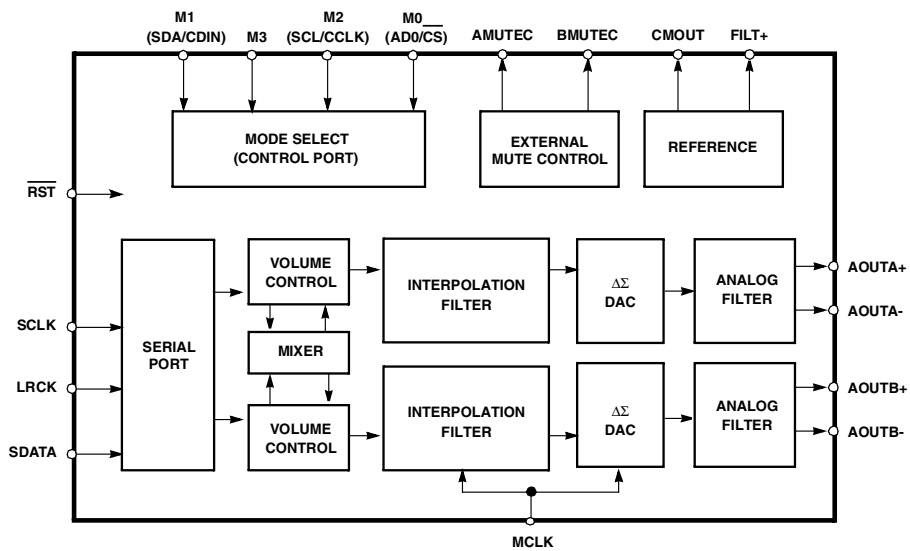 M1
(SDA/CDIN)
M3
M2
(SCL/CCLK)
M0
(AD0/CS)
AMUTEC
BMUTEC
CMOUT
FILT+
MODE SELECT
(CONTROL PORT)
EXTERNAL
MUTE CONTROL
REFERENCE
RST
VOLUME
CONTROL
INTERPOLATION
FILTER
ΔΣ
DAC
ANALOG
FILTER
AOUTA+
AOUTA-
SCLK
SERIAL
PORT
MIXER
LRCK
VOLUME
CONTROL
INTERPOLATION
FILTER
ΔΣ
DAC
ANALOG
FILTER
AOUTB+
AOUTB-
SDATA
MCLK